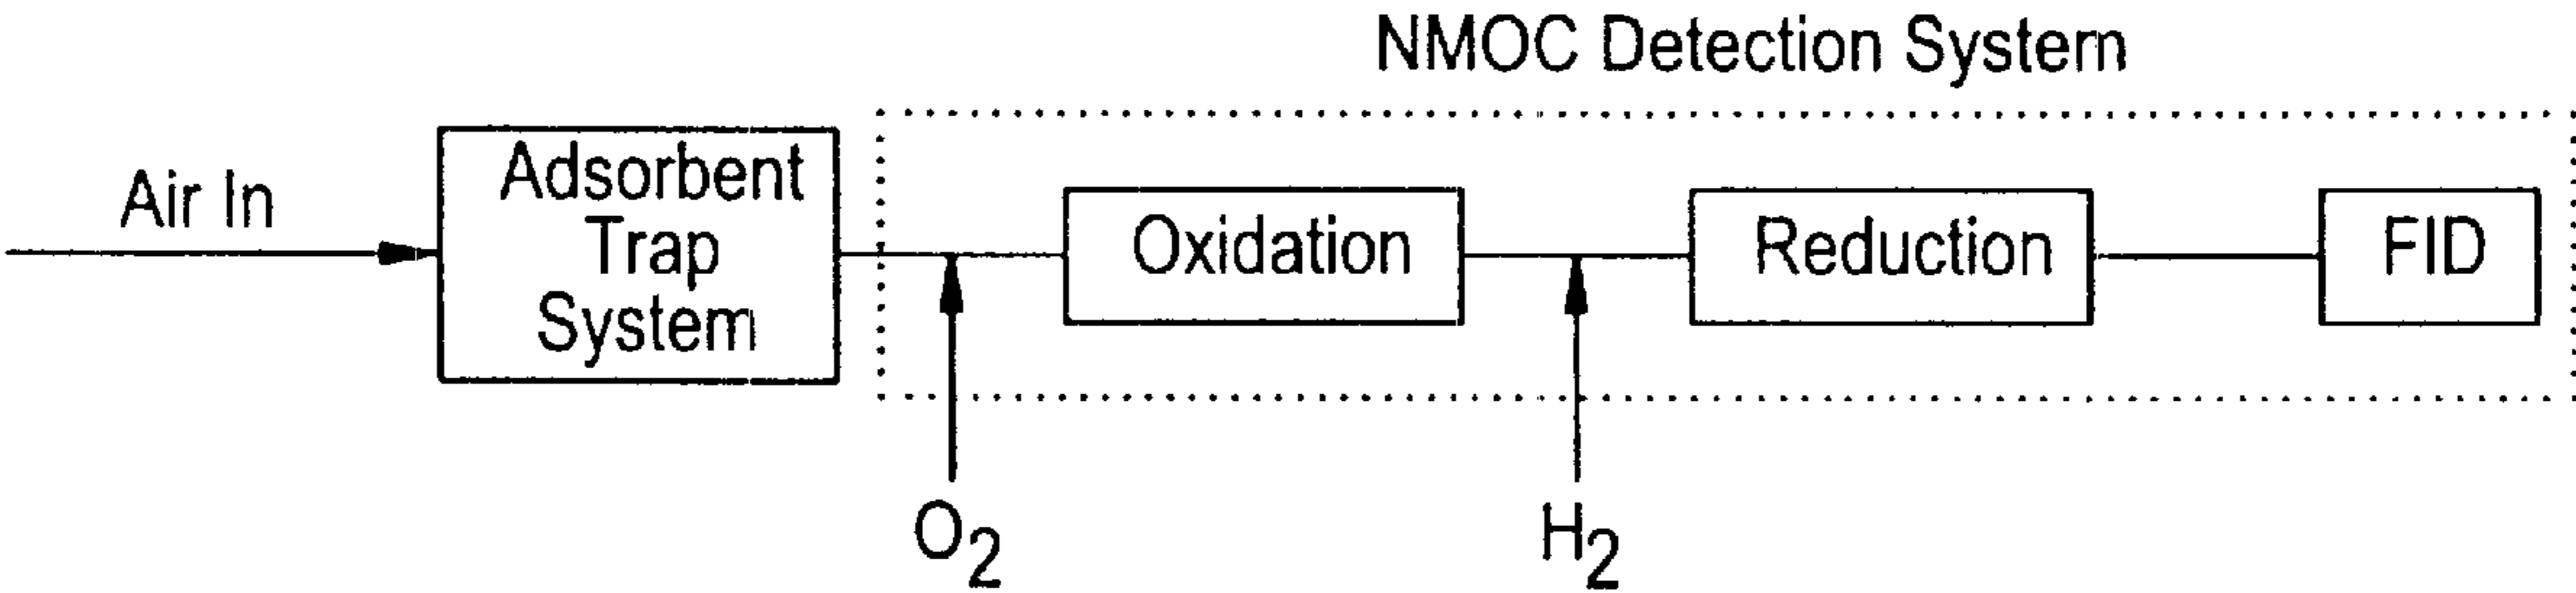 NMOC Detection System
Air In
Adsorbent
Trap
System
Oxidation
Reduction
FID
O2
H2